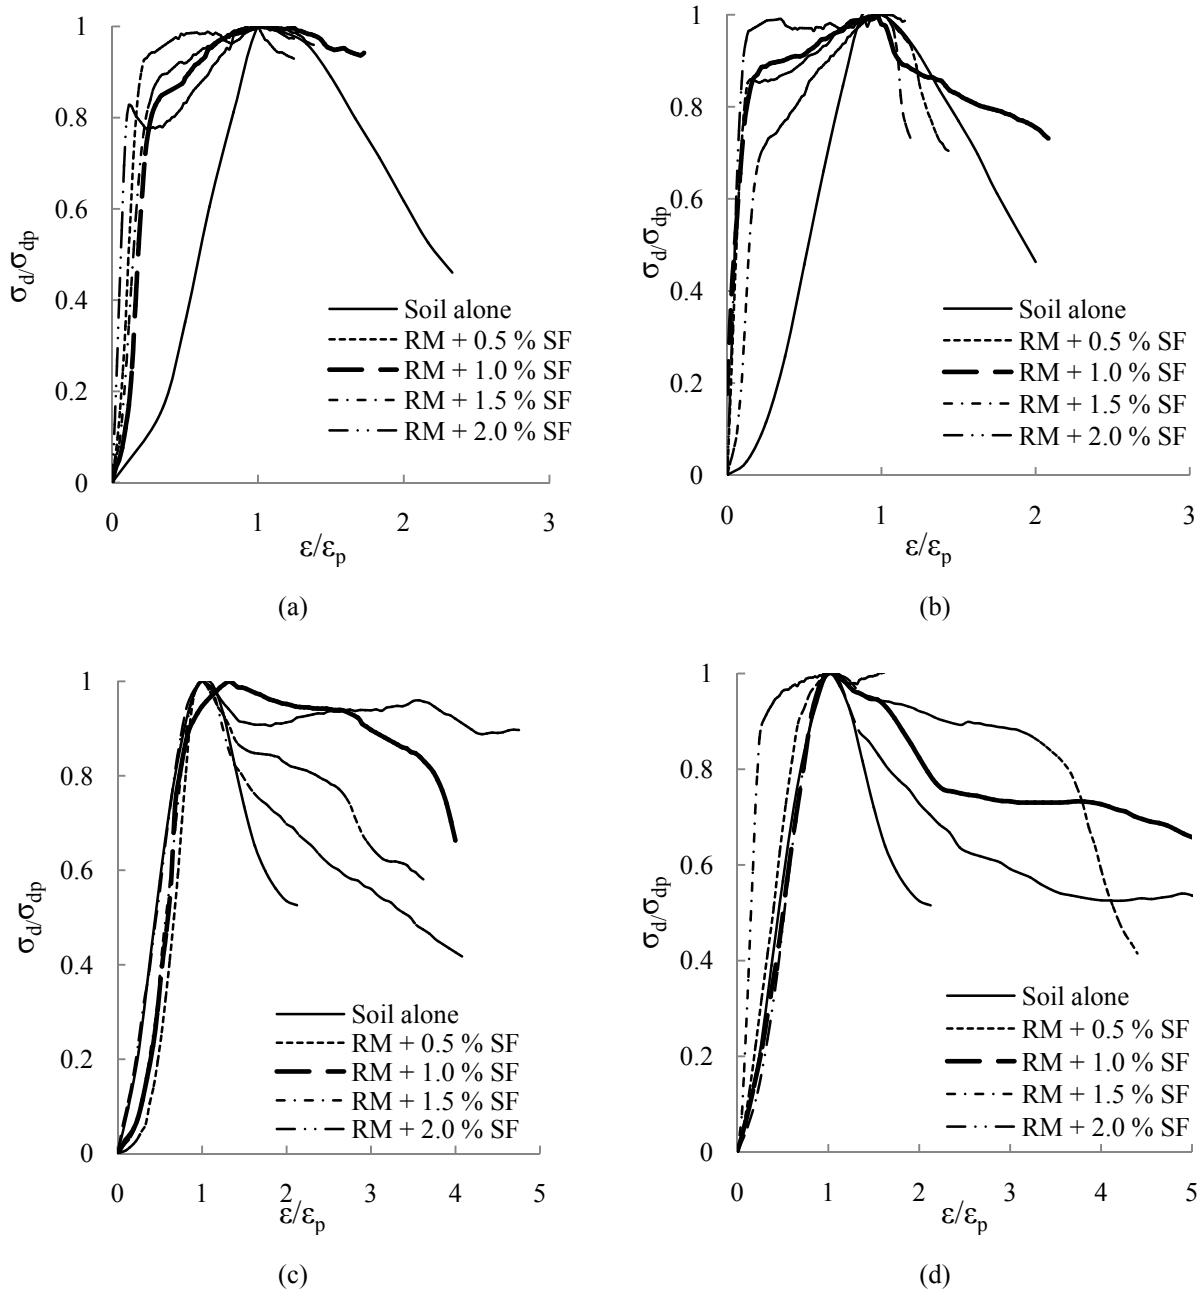 1
0.8
0.6
0.4
0.2
0
σd/σdp
0 1 2 3
ε/εp
Soil alone
RM + 0.5 % SF
RM + 1.0 % SF
RM + 1.5 % SF
RM + 2.0 % SF
(a)
1
0.8
0.6
0.4
0.2
0
σd/σdp
0 1 2 3
ε/εp
Soil alone
RM + 0.5 % SF
RM + 1.0 % SF
RM + 1.5 % SF
RM + 2.0 % SF
(b)
1
0.8
0.6
0.4
0.2
0
σd/σdp
0 1 2 3 4 5
ε/εp
Soil alone
RM + 0.5 % SF
RM + 1.0 % SF
RM + 1.5 % SF
RM + 2.0 % SF
(c)
1
0.8
0.6
0.4
0.2
0
σd/σdp
0 1 2 3 4 5
ε/εp
Soil alone
RM + 0.5 % SF
RM + 1.0 % SF
RM + 1.5 % SF
RM + 2.0 % SF
(d)